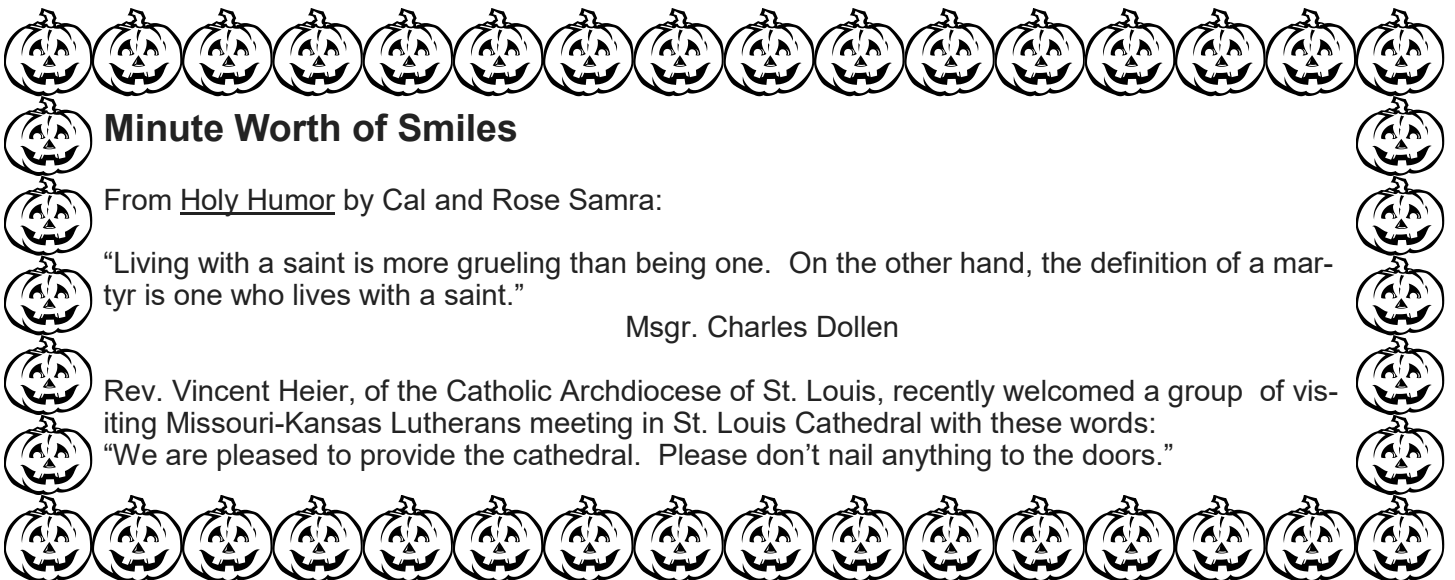 Minute Worth of Smiles
From Holy Humor by Cal and Rose Samra:
“Living with a saint is more grueling than being one.  On the other hand, the definition of a mar-
tyr is one who lives with a saint.”
Msgr. Charles Dollen
Rev. Vincent Heier, of the Catholic Archdiocese of St. Louis, recently welcomed a group  of vis-
iting Missouri-Kansas Lutherans meeting in St. Louis Cathedral with these words:
“We are pleased to provide the cathedral.  Please don’t nail anything to the doors.”